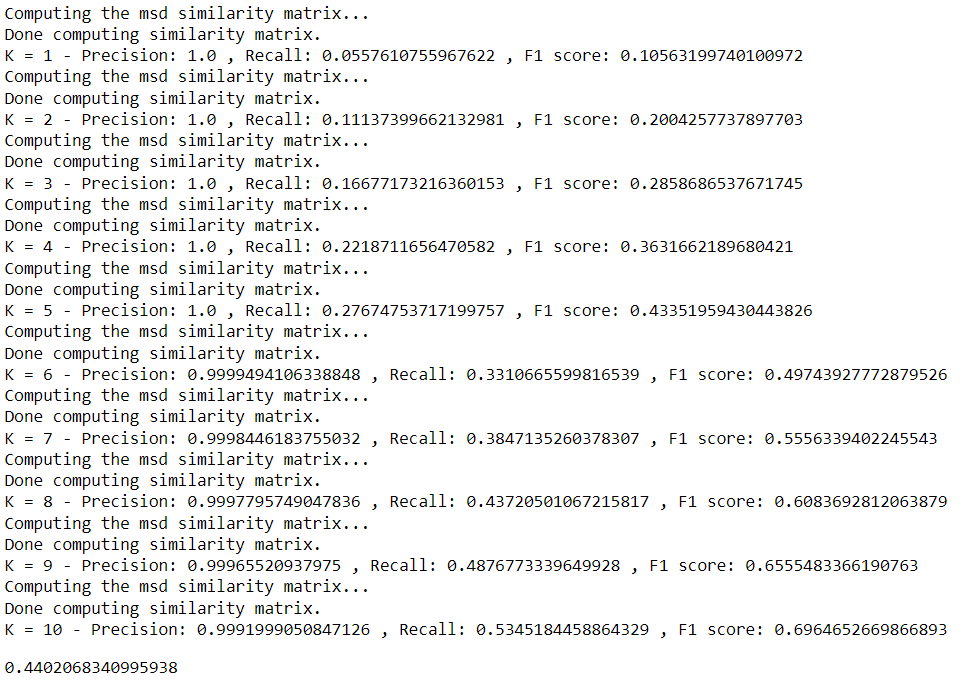 Computing the msd similarity matrix...
Done computing similarity matrix.
K = 1 - Precision: 1.0 , Recall: 0.0557610755967622 , F1 score: 0.10563199740100972
Computing the msd similarity matrix...
Done computing similarity matrix.
K = 2 - Precision: 1.0 , Recall: 0.11137399662132981 , F1 score: 0.2004257737897703
Computing the msd similarity matrix...
Done computing similarity matrix.
K = 3 - Precision: 1.0 , Recall: 0.16677173216360153 , F1 score: 0.2858686537671745
Computing the msd similarity matrix...
Done computing similarity matrix.
K = 4 - Precision: 1.0 , Recall: 0.2218711656470582 , F1 score: 0.3631662189680421
Computing the msd similarity matrix...
Done computing similarity matrix.
K = 5 - Precision: 1.0 , Recall: 0.27674753717199757 , F1 score: 0.43351959430443826
Computing the msd similarity matrix...
Done computing similarity matrix.
K = 6 - Precision: 0.9999494106338848 , Recall: 0.3310665599816539 , F1 score: 0.49743927772879526
Computing the msd similarity matrix...
Done computing similarity matrix.
K = 7 - Precision: 0.9998446183755032 , Recall: 0.3847135260378307 , F1 score: 0.5556339402245543
Computing the msd similarity matrix...
Done computing similarity matrix.
K = 8 - Precision: 0.9997795749047836 , Recall: 0.43720501067215817 , F1 score: 0.6083692812063879
Computing the msd similarity matrix...
Done computing similarity matrix.
K = 9 - Precision: 0.99965520937975 , Recall: 0.4876773339649928 , F1 score: 0.6555483366190763
Computing the msd similarity matrix...
Done computing similarity matrix.
K = 10 - Precision: 0.9991999050847126 , Recall: 0.5345184458864329 , F1 score: 0.6964652669866893
0.4402068340995938